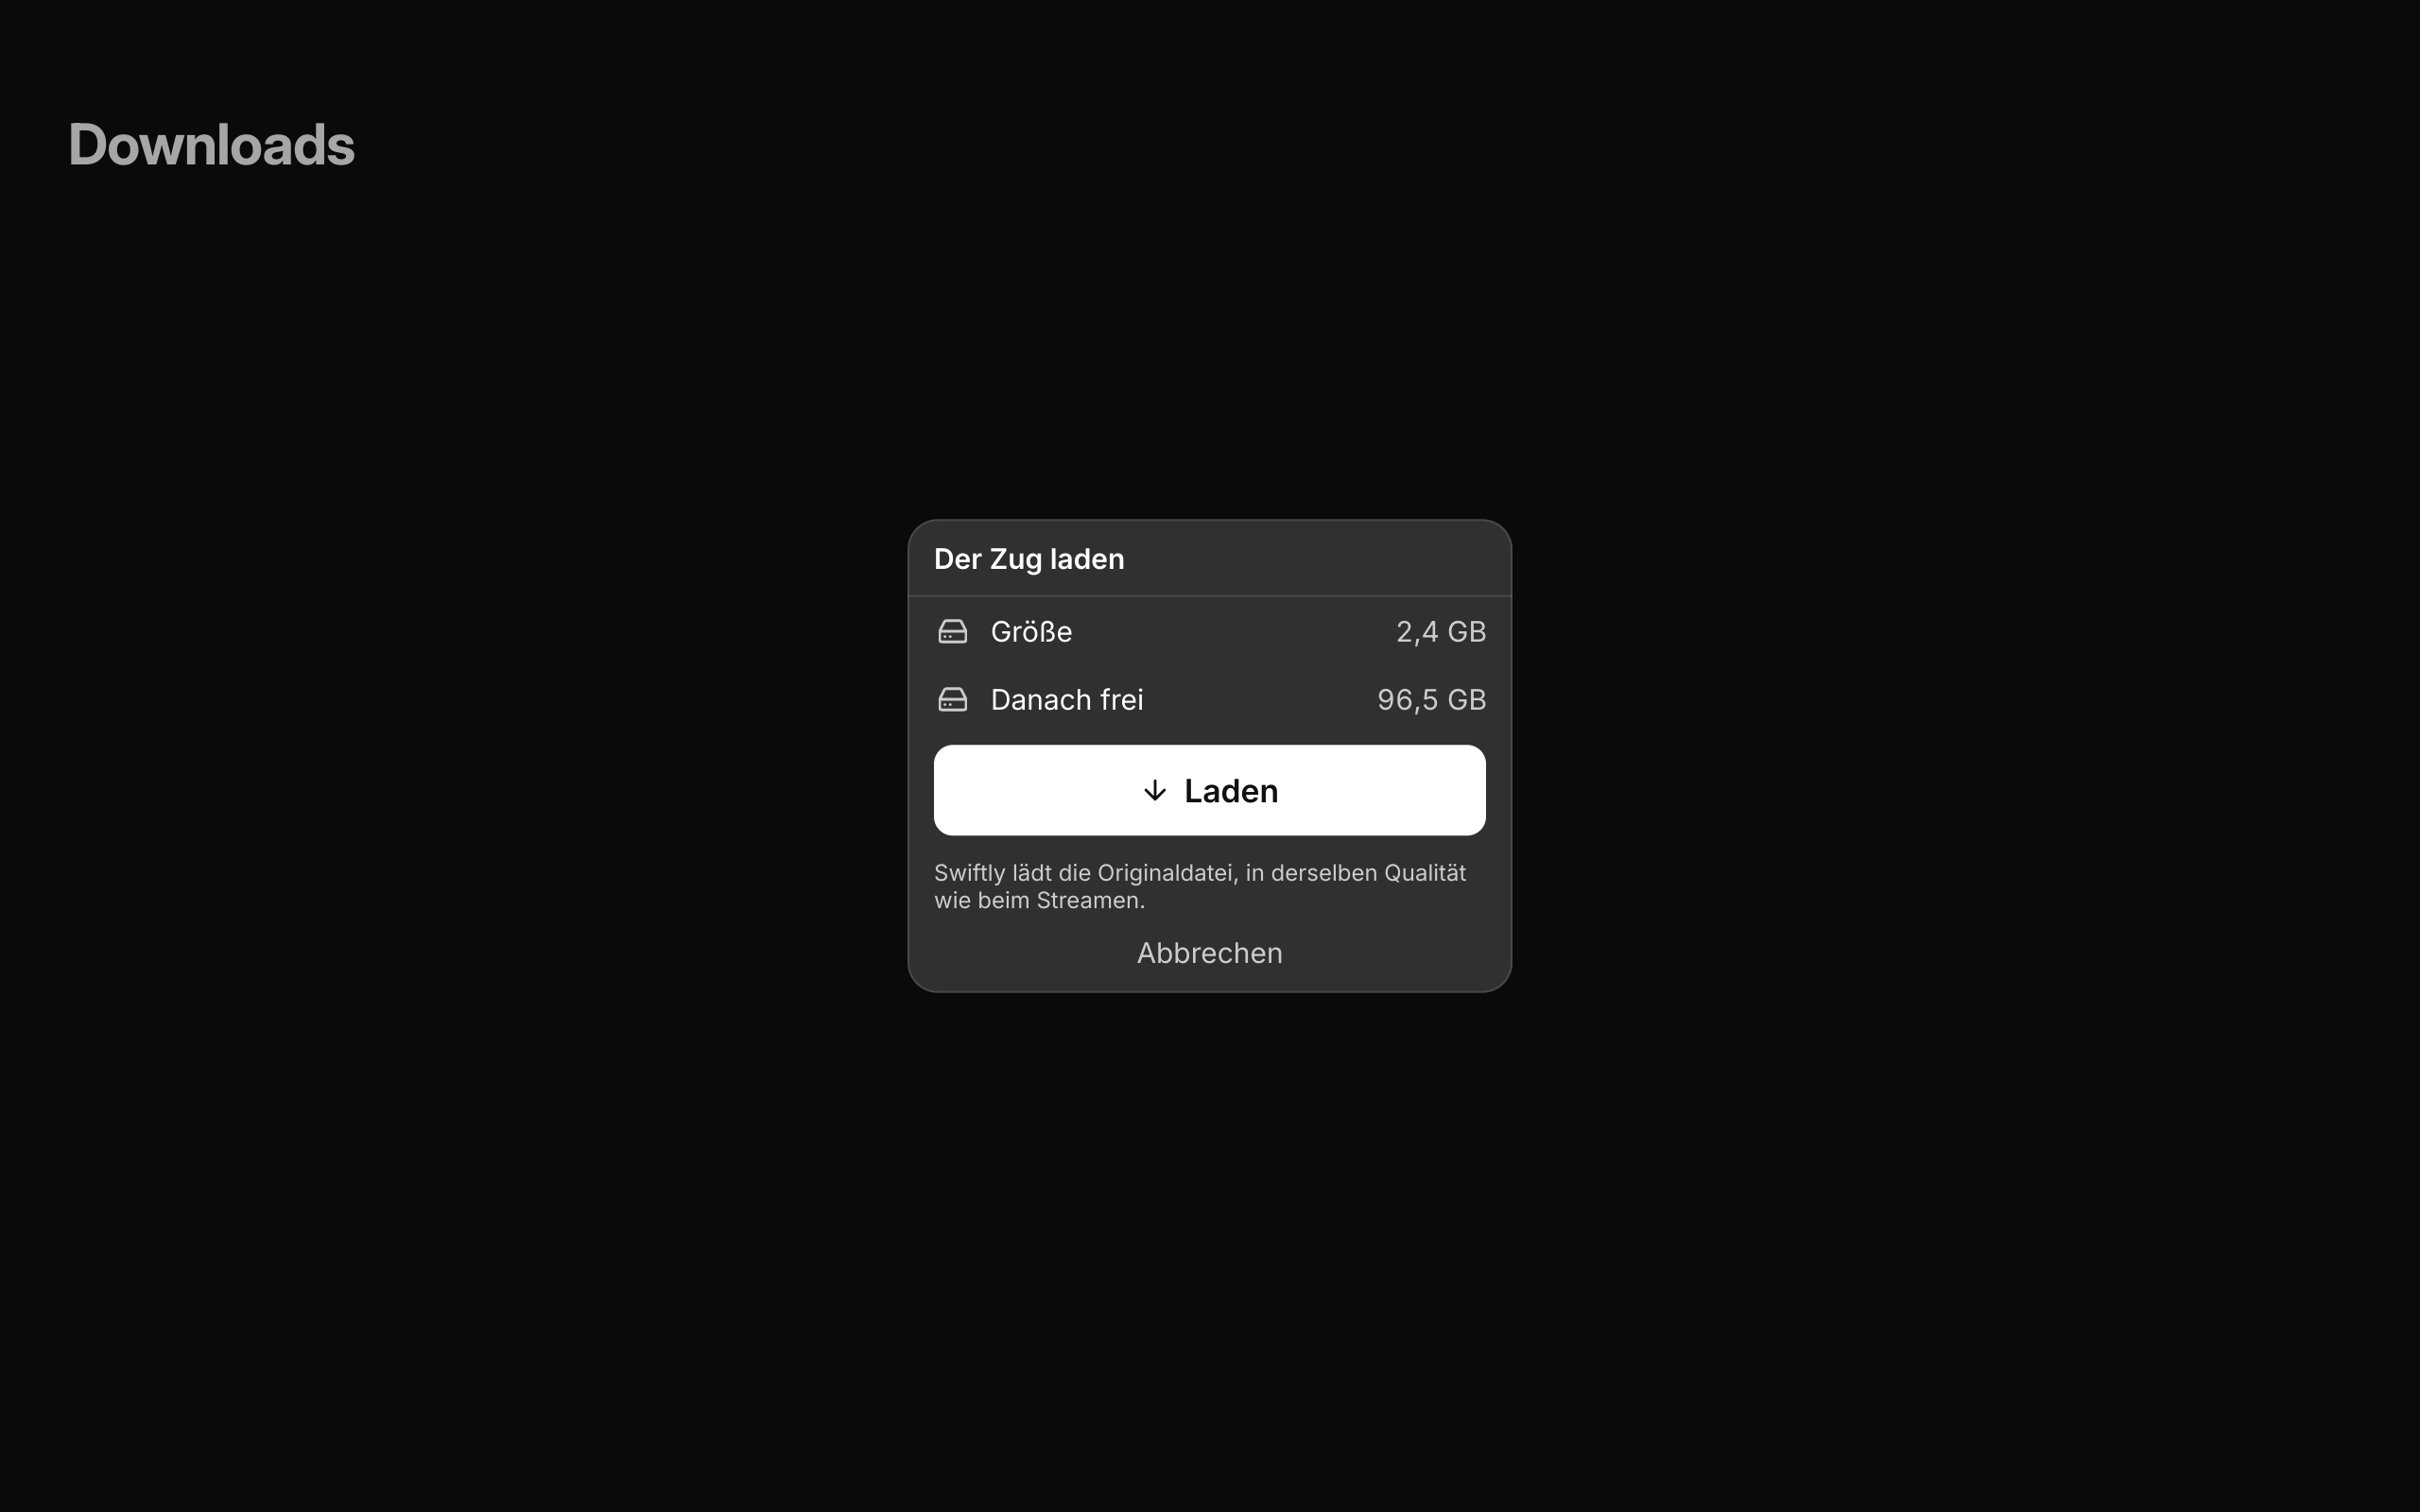 Downloads
Der Zug laden
Größe 2,4 GB
Danach frei 96,5 GB
Laden
Swiftly lädt die Originaldatei, in derselben Qualität
wie beim Streamen.
Abbrechen